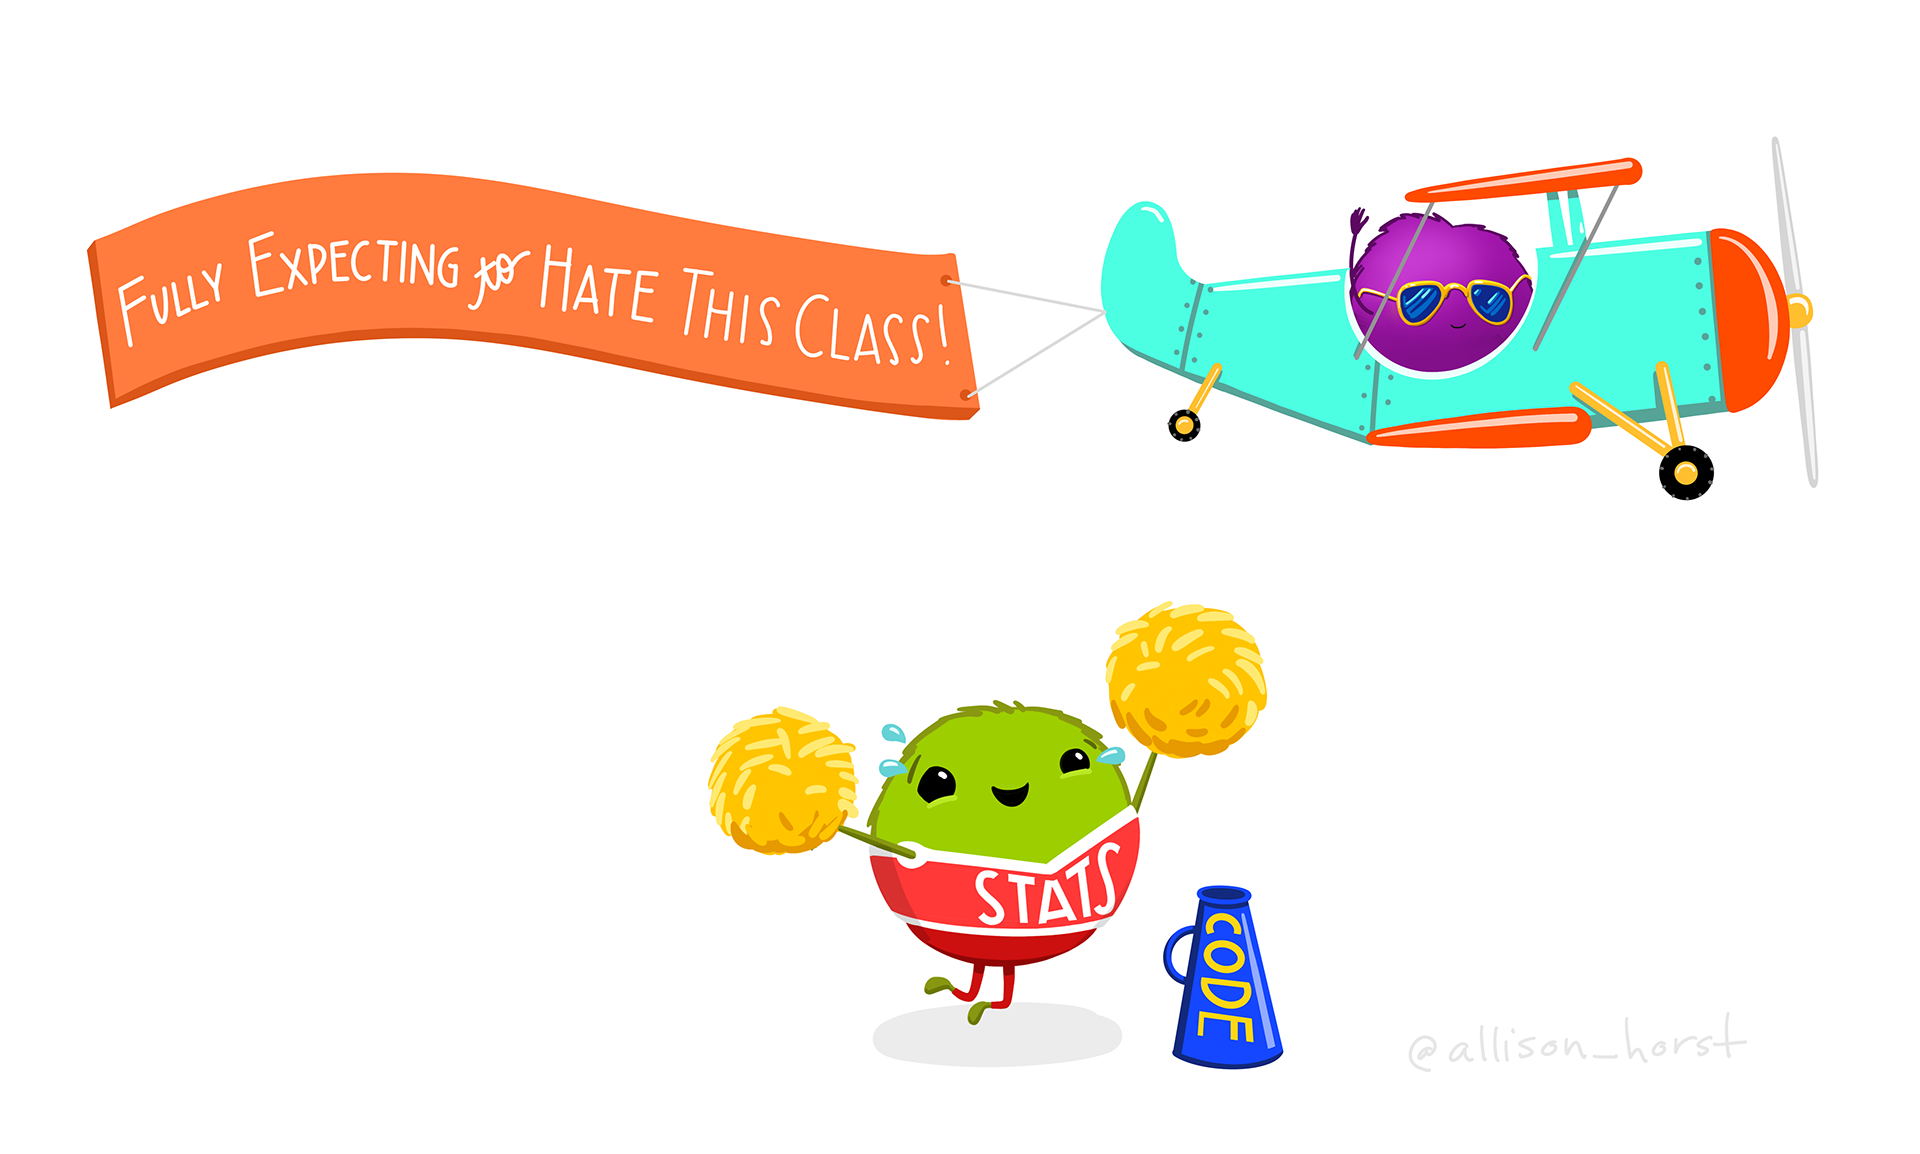 Fully Expecting to Hate This Class!
STATS
CODE
@allison_horst